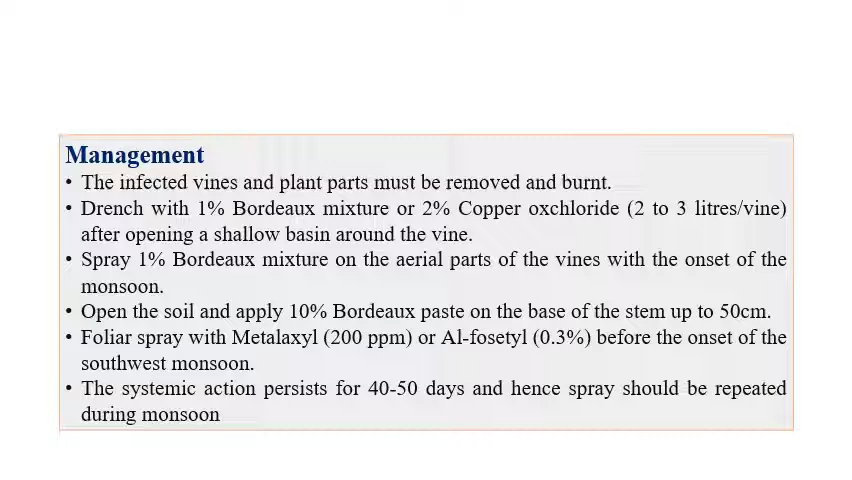 Management
• The infected vines and plant parts must be removed and burnt.
• Drench with 1% Bordeaux mixture or 2% Copper oxchloride (2 to 3 litres/vine)
after opening a shallow basin around the vine.
• Spray 1% Bordeaux mixture on the aerial parts of the vines with the onset of the
monsoon.
• Open the soil and apply 10% Bordeaux paste on the base of the stem up to 50cm.
• Foliar spray with Metalaxyl (200 ppm) or Al-fosetyl (0.3%) before the onset of the
southwest monsoon.
• The systemic action persists for 40-50 days and hence spray should be repeated
during monsoon